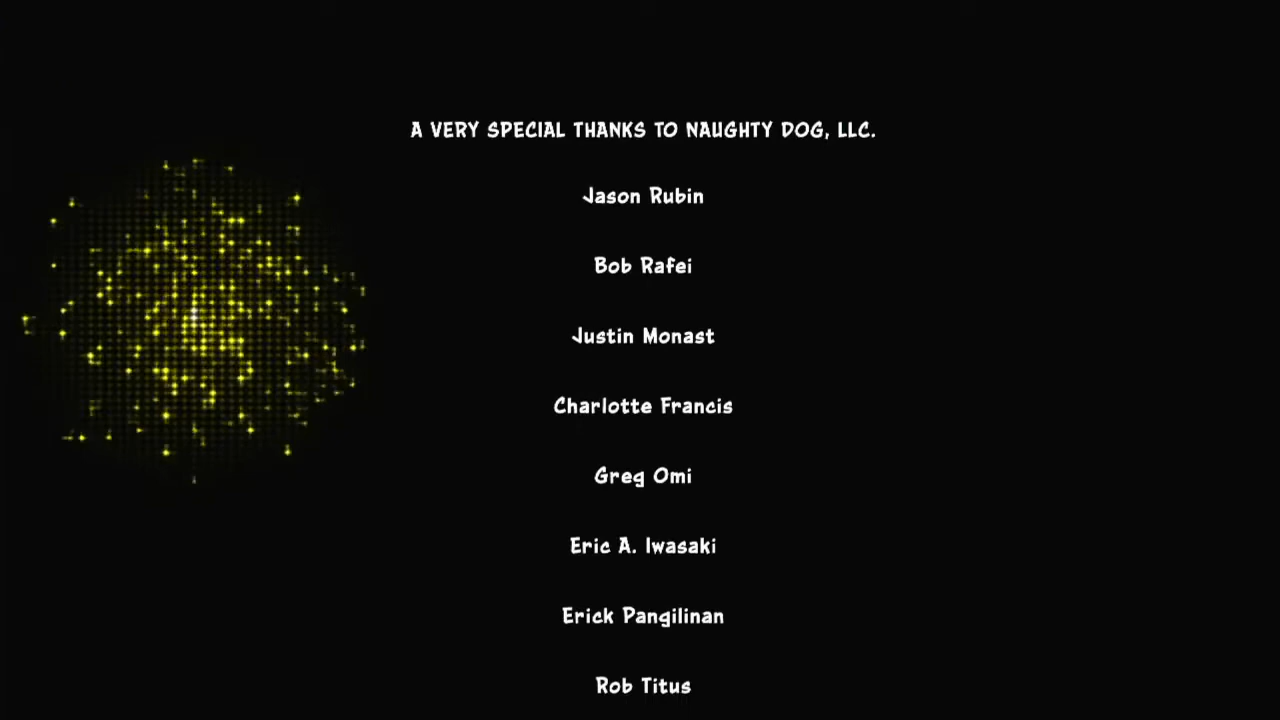 A VERY SPECIAL THANKS TO NAUGHTY DOG, LLC.
Jason Rubin
Bob Rafei
Justin Monast
Charlotte Francis
Greg Omi
Eric A. Iwasaki
Erick Pangilinan
Rob Titus